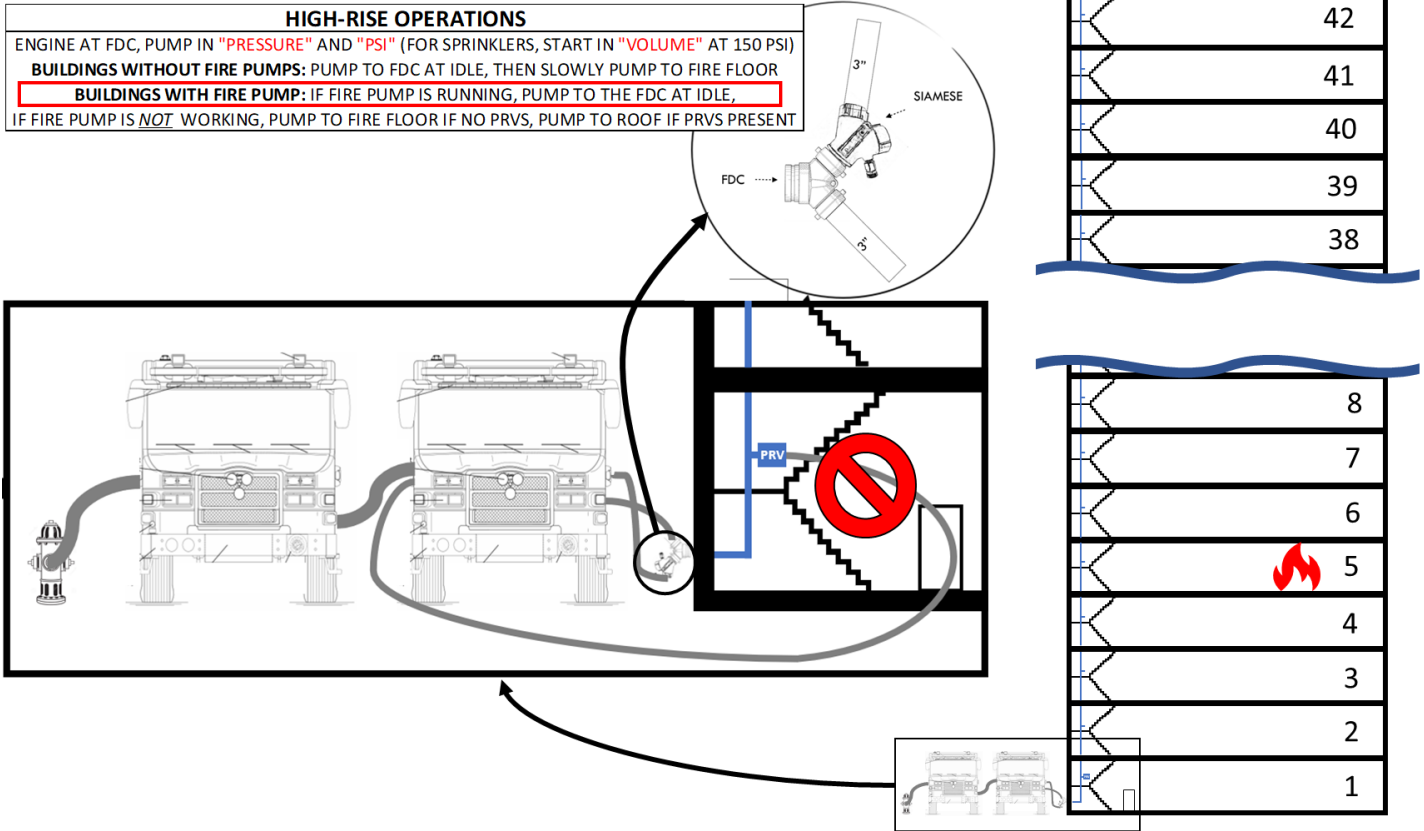 HIGH-RISE OPERATIONS
ENGINE AT FDC, PUMP IN "PRESSURE" AND "PSI" (FOR SPRINKLERS, START IN "VOLUME" AT 150 PSI)
BUILDINGS WITHOUT FIRE PUMPS: PUMP TO FDC AT IDLE, THEN SLOWLY PUMP TO FIRE FLOOR
BUILDINGS WITH FIRE PUMP: IF FIRE PUMP IS RUNNING, PUMP TO THE FDC AT IDLE,
IF FIRE PUMP IS NOT WORKING, PUMP TO FIRE FLOOR IF NO PRVS, PUMP TO ROOF IF PRVS PRESENT
3"
SIAMESE
FDC
3"
PRV
42
41
40
39
38
8
7
6
5
4
3
2
1